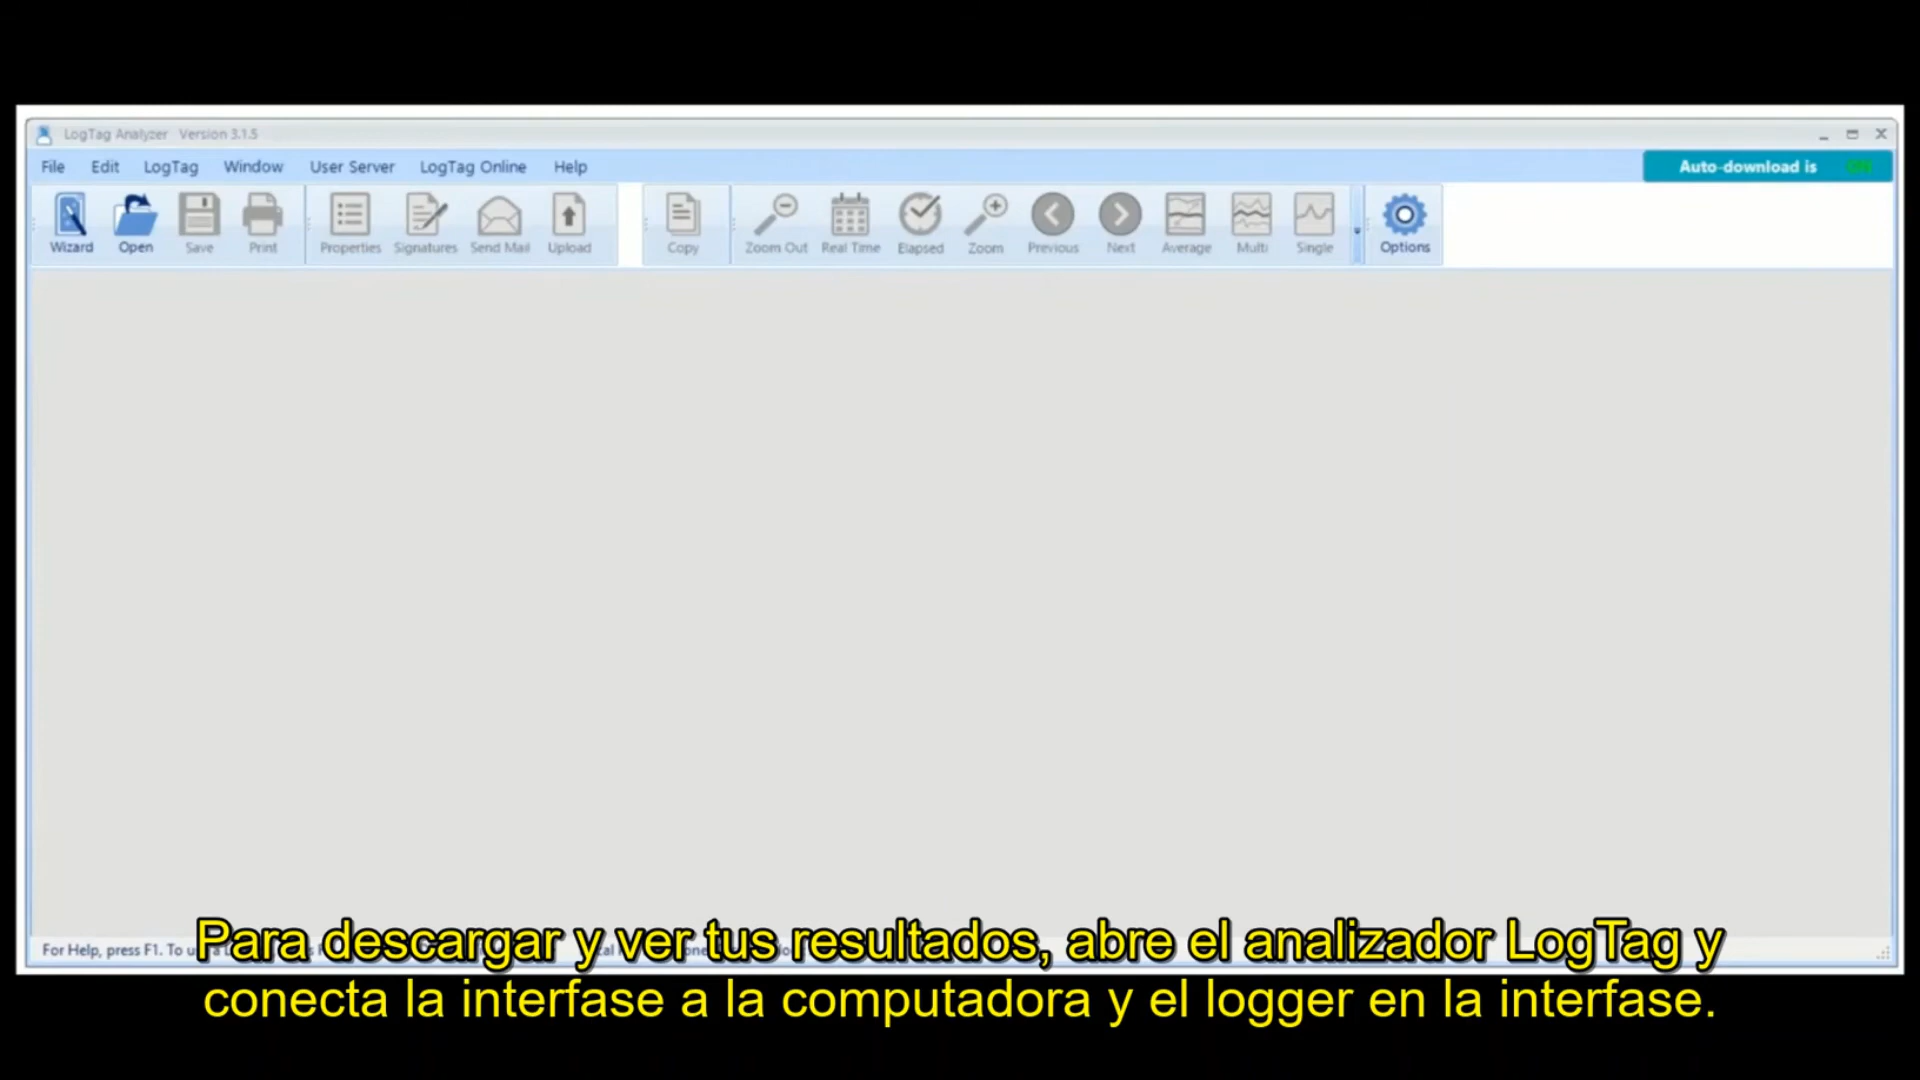 LogTag Analyzer Version 3.1.5
File Edit LogTag Window User Server LogTag Online Help
Auto-download is ON
Wizard Open Save Print Properties Signatures Send Mail Upload Copy Zoom Out Real Time Elapsed Zoom Previous Next Average Multi Single Options
For Help, press F1. To u
Para descargar y ver tus resultados, abre el analizador LogTag y
conecta la interfase a la computadora y el logger en la interfase.